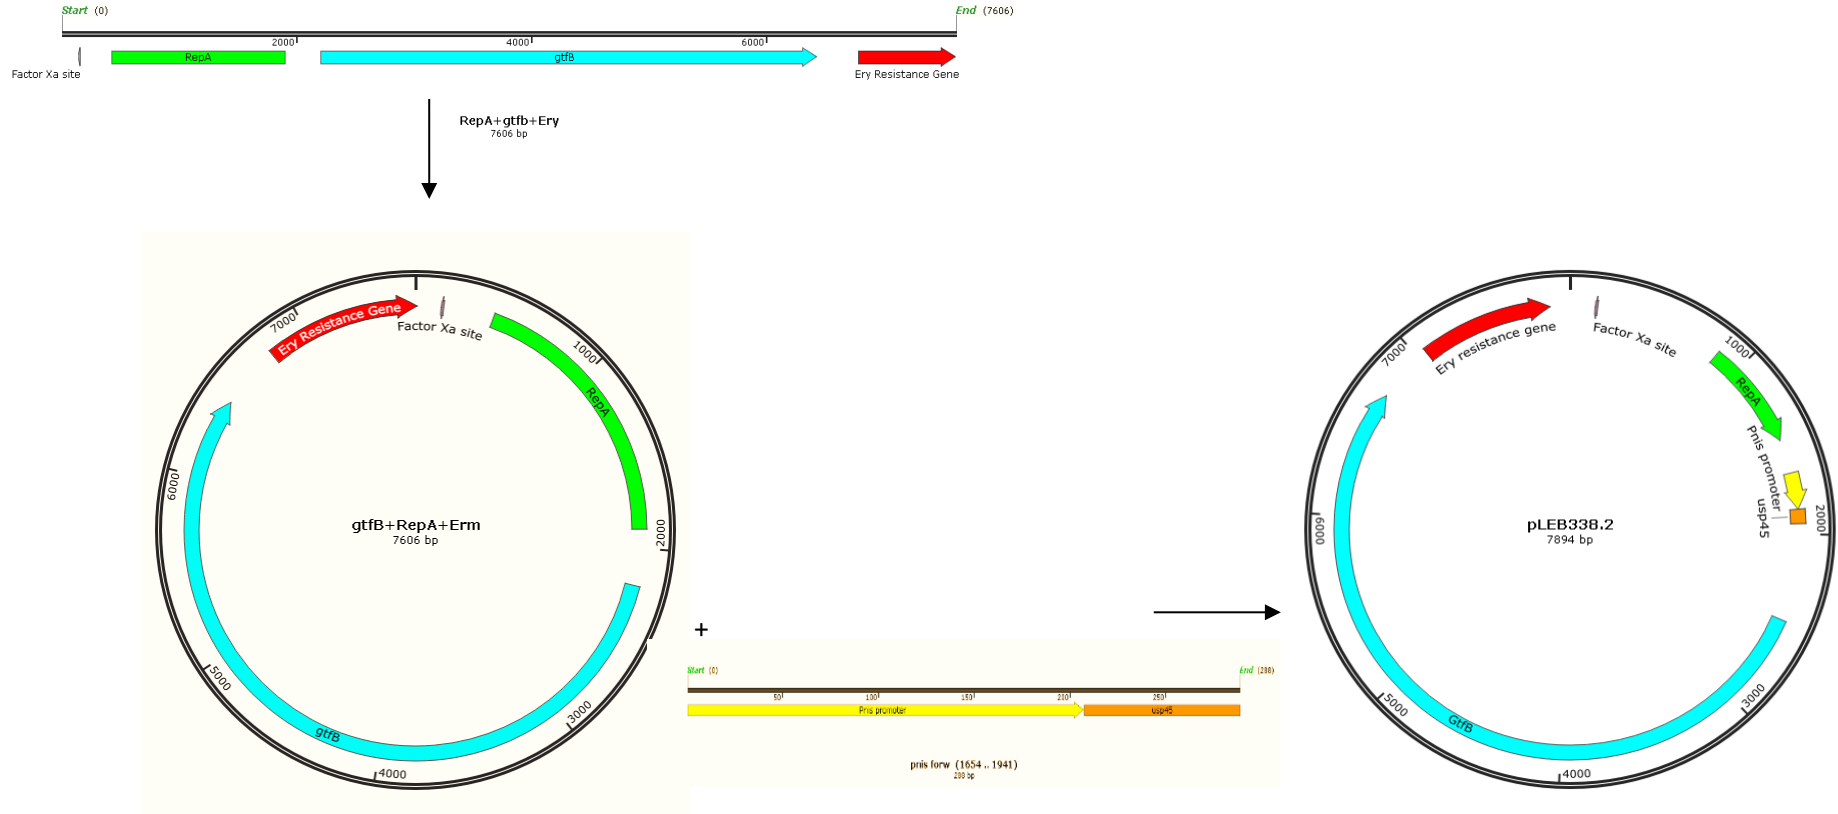 Start (0)
End (7606)
2000
4000
6000
RepA
gtfB
Factor Xa site
Ery Resistance Gene
RepA+gtfb+Ery
7606 bp
7000
Ery Resistance Gene
Factor Xa site
1000
RepA
6000
gtfB+RepA+Erm
7606 bp
2000
5000
gtfB
3000
4000
+
Start (0)
End (288)
50
100
150
200
250
Pnis promoter
usp45
pnis forw (1654 .. 1941)
288 bp
7000
Ery resistance gene
Factor Xa site
1000
RepA
Pnis promoter
usp45
2000
6000
pLEB338.2
7894 bp
5000
GtfB
3000
4000